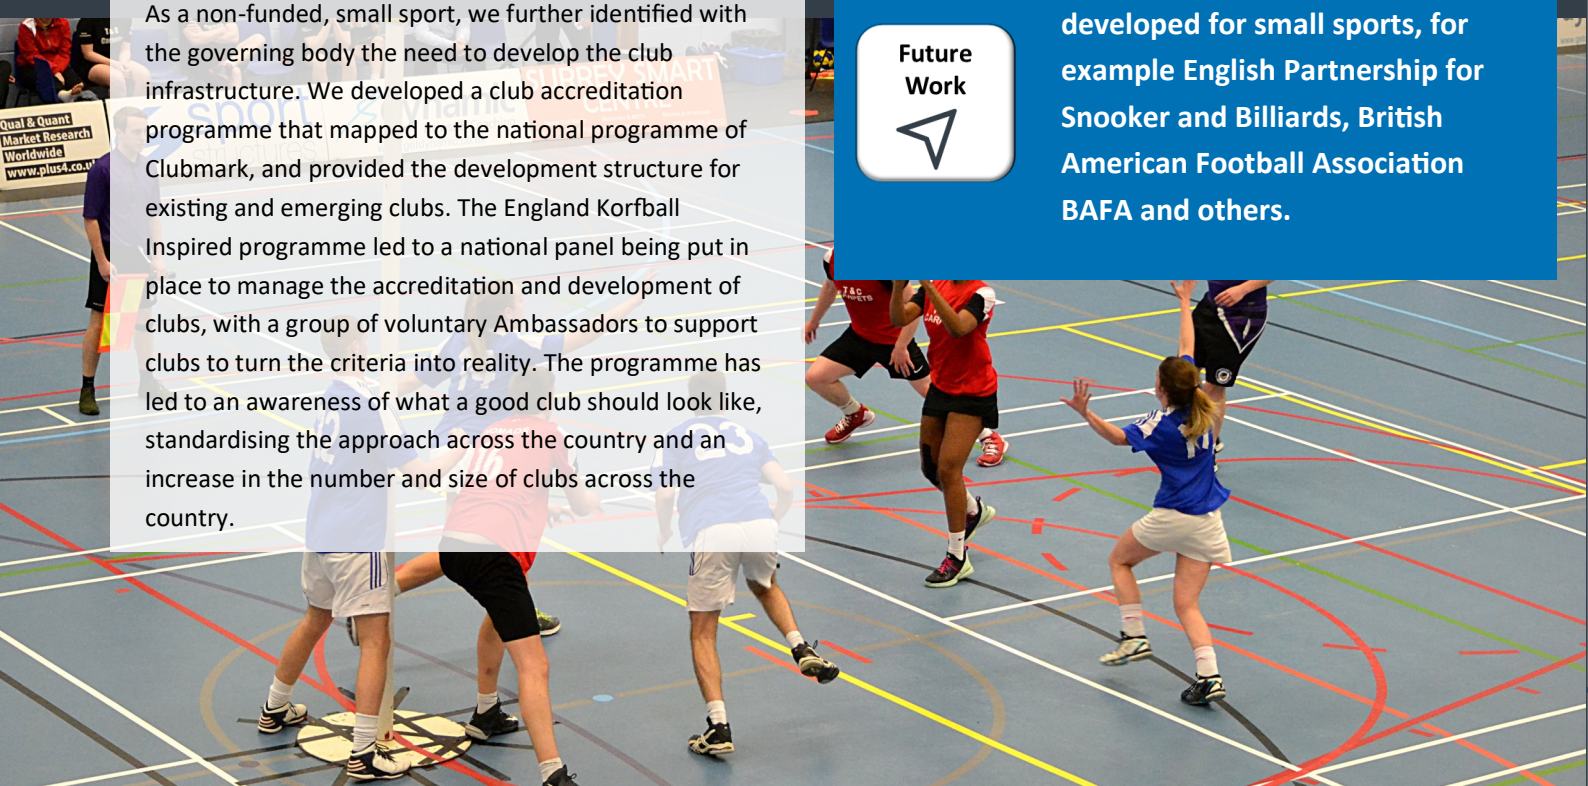 As a non-funded, small sport, we further identified with
the governing body the need to develop the club
infrastructure. We developed a club accreditation
programme that mapped to the national programme of
Clubmark, and provided the development structure for
existing and emerging clubs. The England Korfball
Inspired programme led to a national panel being put in
place to manage the accreditation and development of
clubs, with a group of voluntary Ambassadors to support
clubs to turn the criteria into reality. The programme has
led to an awareness of what a good club should look like,
standardising the approach across the country and an
increase in the number and size of clubs across the
country.
Future
Work
developed for small sports, for
example English Partnership for
Snooker and Billiards, British
American Football Association
BAFA and others.
Qual & Quant
Market Research
Worldwide
www.plus4.co.u
sport
structures
dynamic
SURREY SMART
CENTRE
T&C
23